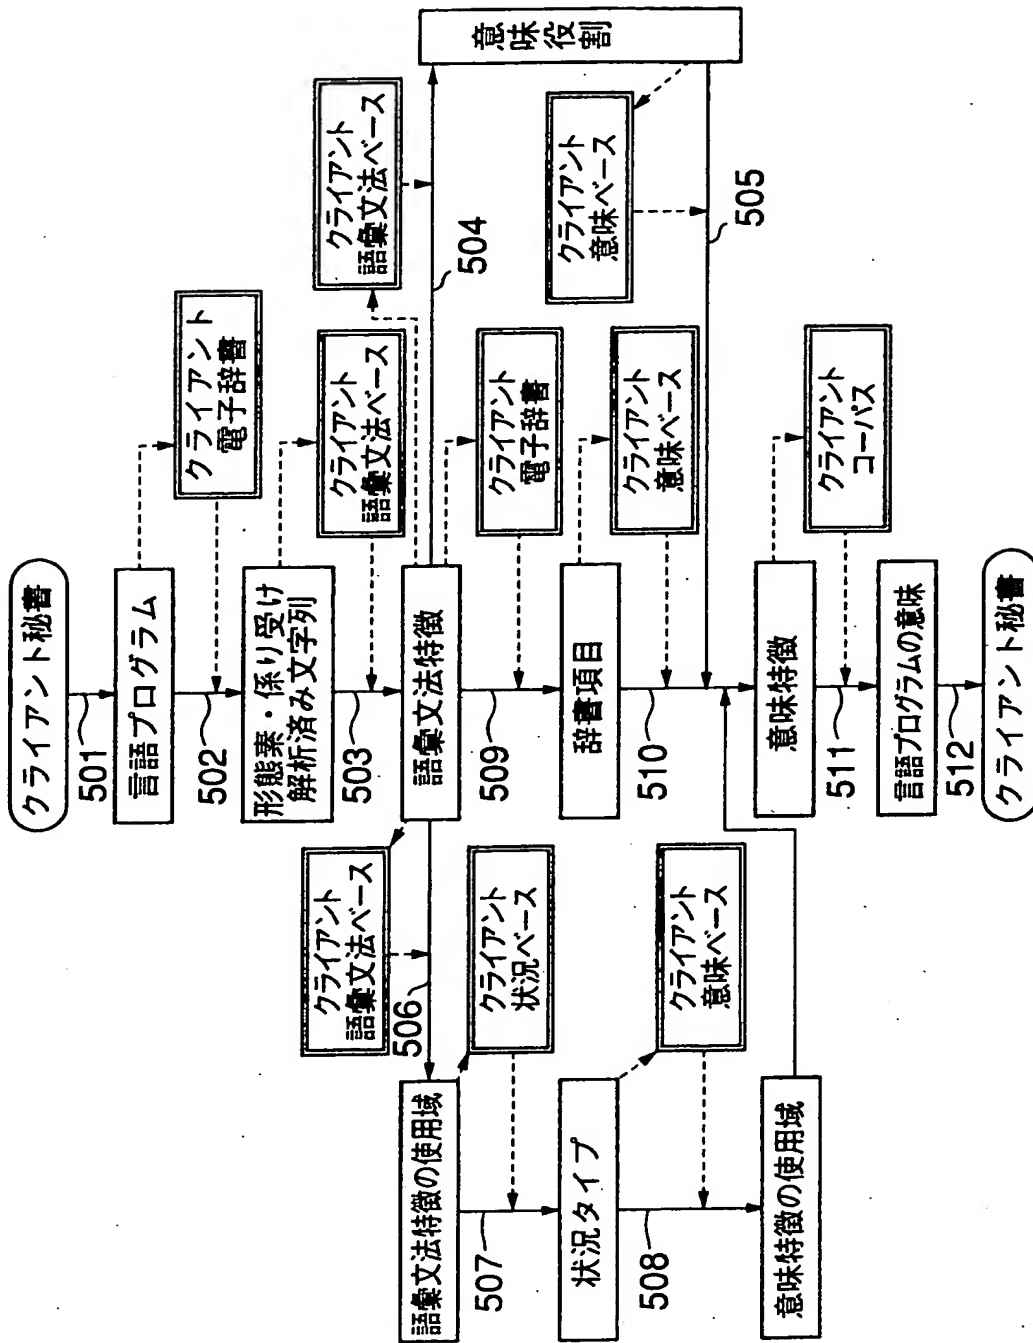 クライアント秘書
501
言語プログラム
クライアント
電子辞書
502
形態素・係り受け
解析済み文字列
クライアント
語彙文法ベース
503
語彙文法特徴
クライアント
語彙文法ベース
504
意味役割
クライアント
意味ベース
505
クライアント
語彙文法ベース
506
語彙文法特徴の使用域
クライアント
状況ベース
507
状況タイプ
クライアント
意味ベース
508
意味特徴の使用域
クライアント
電子辞書
509
辞書項目
クライアント
意味ベース
510
意味特徴
クライアント
コーパス
511
言語プログラムの意味
512
クライアント秘書